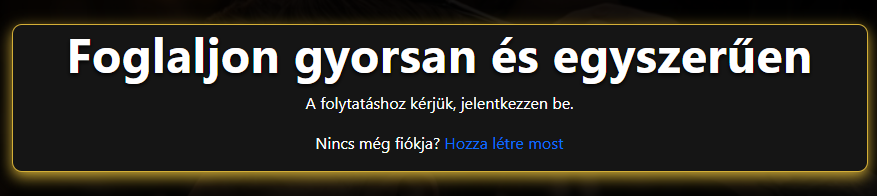 Foglaljon gyorsan és egyszerűen
A folytatáshoz kérjük, jelentkezzen be.
Nincs még fiókja? Hozza létre most